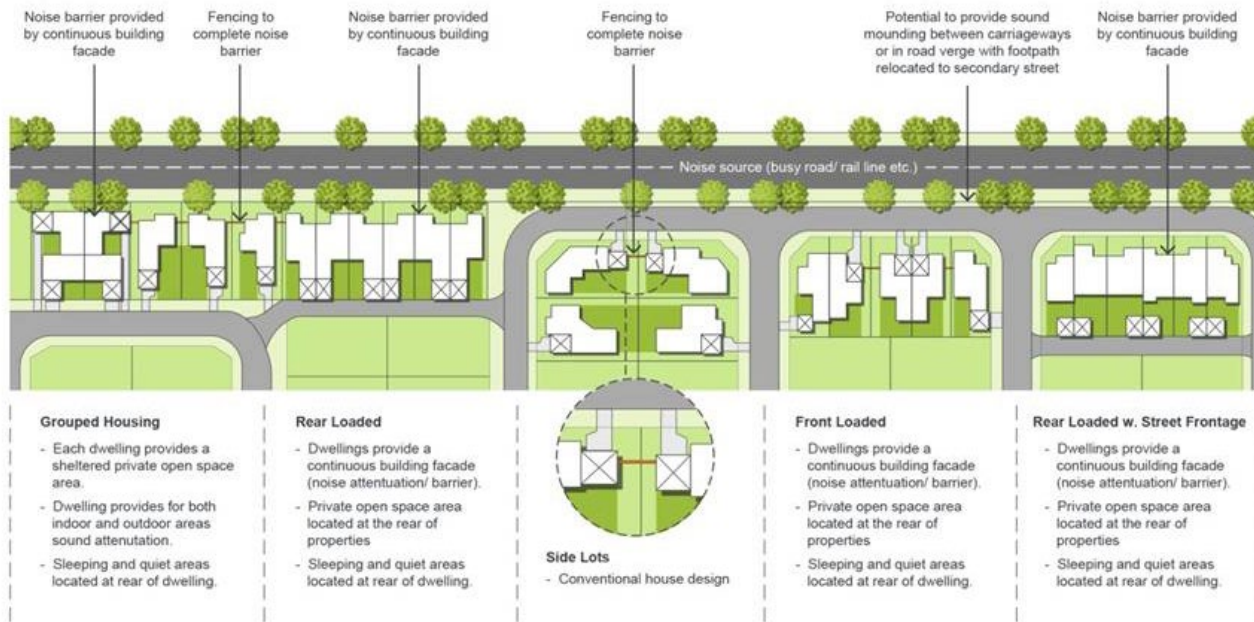 Noise barrier provided
by continuous building
facade
Fencing to
complete noise
barrier
Noise barrier provided
by continuous building
facade
Fencing to
complete noise
barrier
Potential to provide sound
mounding between carriageways
or in road verge with footpath
relocated to secondary street
Noise barrier provided
by continuous building
facade
Noise source (busy road/ rail line etc.)
Grouped Housing
- Each dwelling provides a
sheltered private open space
area.
- Dwelling provides for both
indoor and outdoor areas
sound attenutation.
- Sleeping and quiet areas
located at rear of dwelling.
Rear Loaded
- Dwellings provide a
continuous building facade
(noise attentuation/ barrier).
- Private open space area
located at the rear of
properties
- Sleeping and quiet areas
located at rear of dwelling.
Side Lots
- Conventional house design
Front Loaded
- Dwellings provide a
continuous building facade
(noise attentuation/ barrier).
- Private open space area
located at the rear of
properties
- Sleeping and quiet areas
located at rear of dwelling.
Rear Loaded w. Street Frontage
- Dwellings provide a
continuous building facade
(noise attentuation/ barrier).
- Private open space area
located at the rear of
properties.
- Sleeping and quiet areas
located at rear of dwelling.